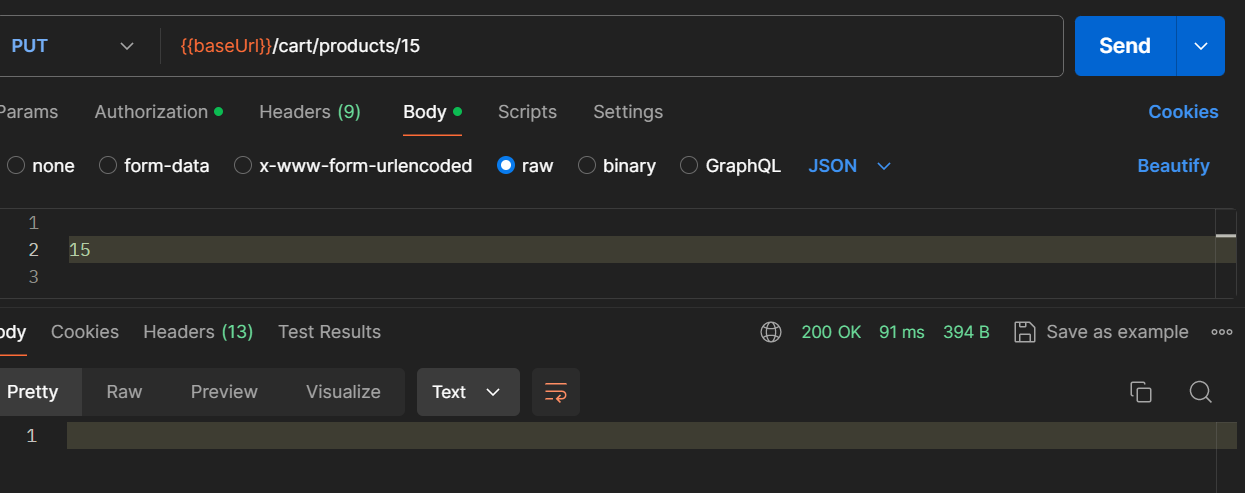 PUT {{baseUrl}}/cart/products/15 Send
Params Authorization Headers (9) Body Scripts Settings Cookies
none form-data x-www-form-urlencoded raw binary GraphQL JSON Beautify
1
2 15
3
ody Cookies Headers (13) Test Results 200 OK 91 ms 394 B Save as example
Pretty Raw Preview Visualize Text
1